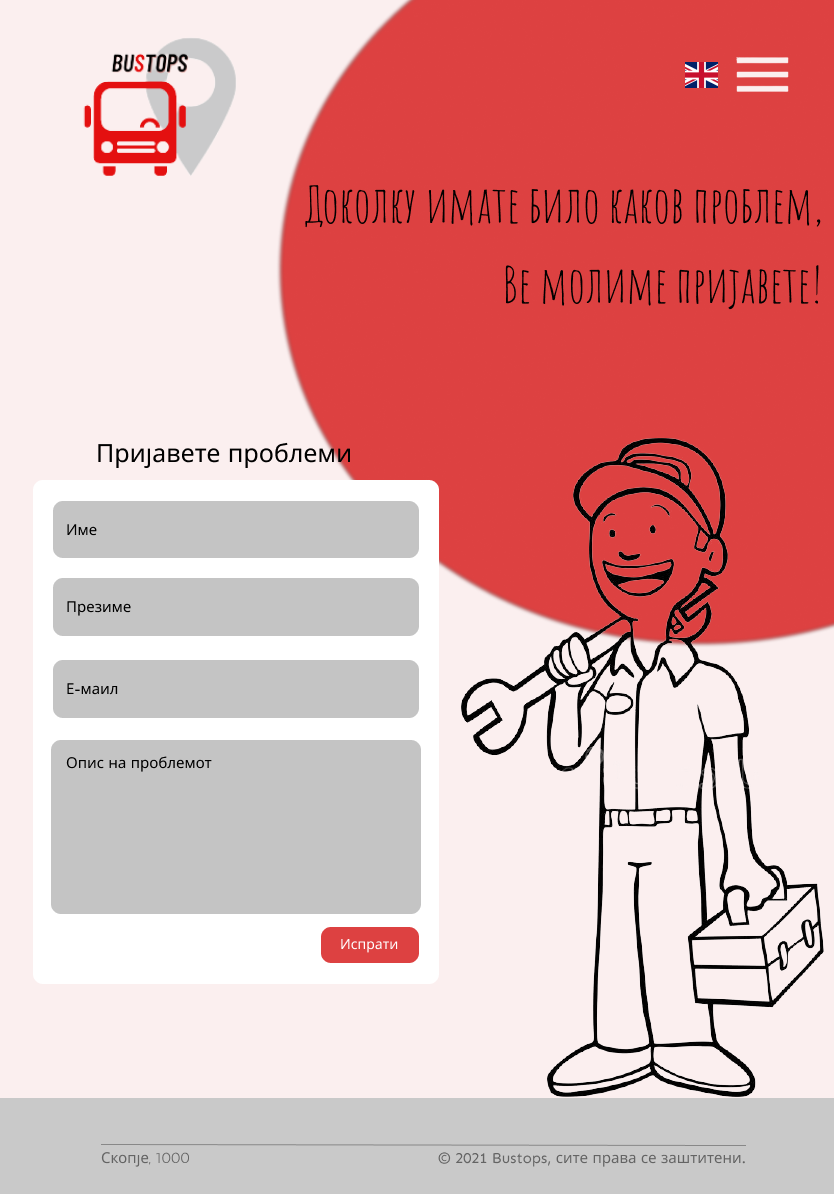 BUSTOPS
Доколку имате било каков проблем,
Ве молиме пријавете!
Пријавете проблеми
Име
Презиме
Е-маил
Опис на проблемот
Испрати
Скопје, 1000
© 2021 Bustops, сите права се заштитени.